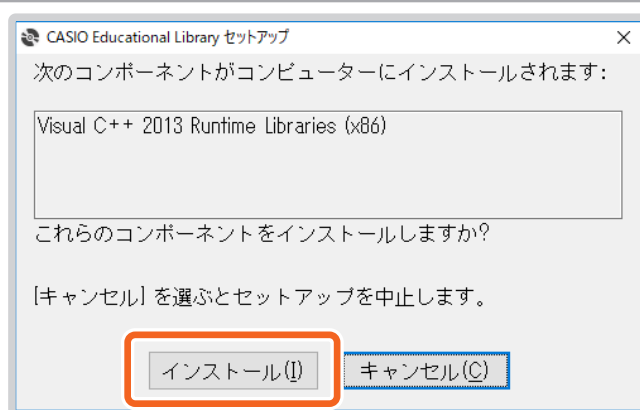 CASIO Educational Library セットアップ
次のコンポーネントがコンピューターにインストールされます:
Visual C++ 2013 Runtime Libraries (x86)
これらのコンポーネントをインストールしますか?
[キャンセル] を選ぶとセットアップを中止します。
インストール(I) キャンセル(C)